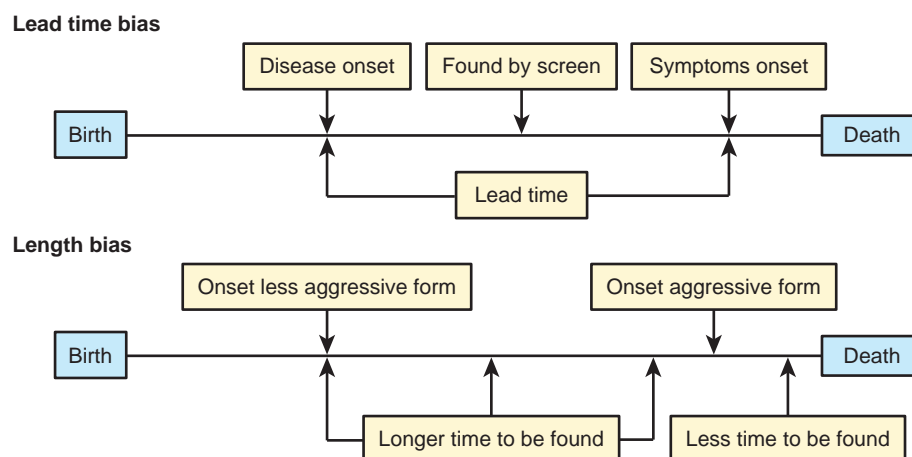 Lead time bias
Disease onset
Found by screen
Symptoms onset
Birth
Death
Lead time
Length bias
Onset less aggressive form
Onset aggressive form
Birth
Death
Longer time to be found
Less time to be found